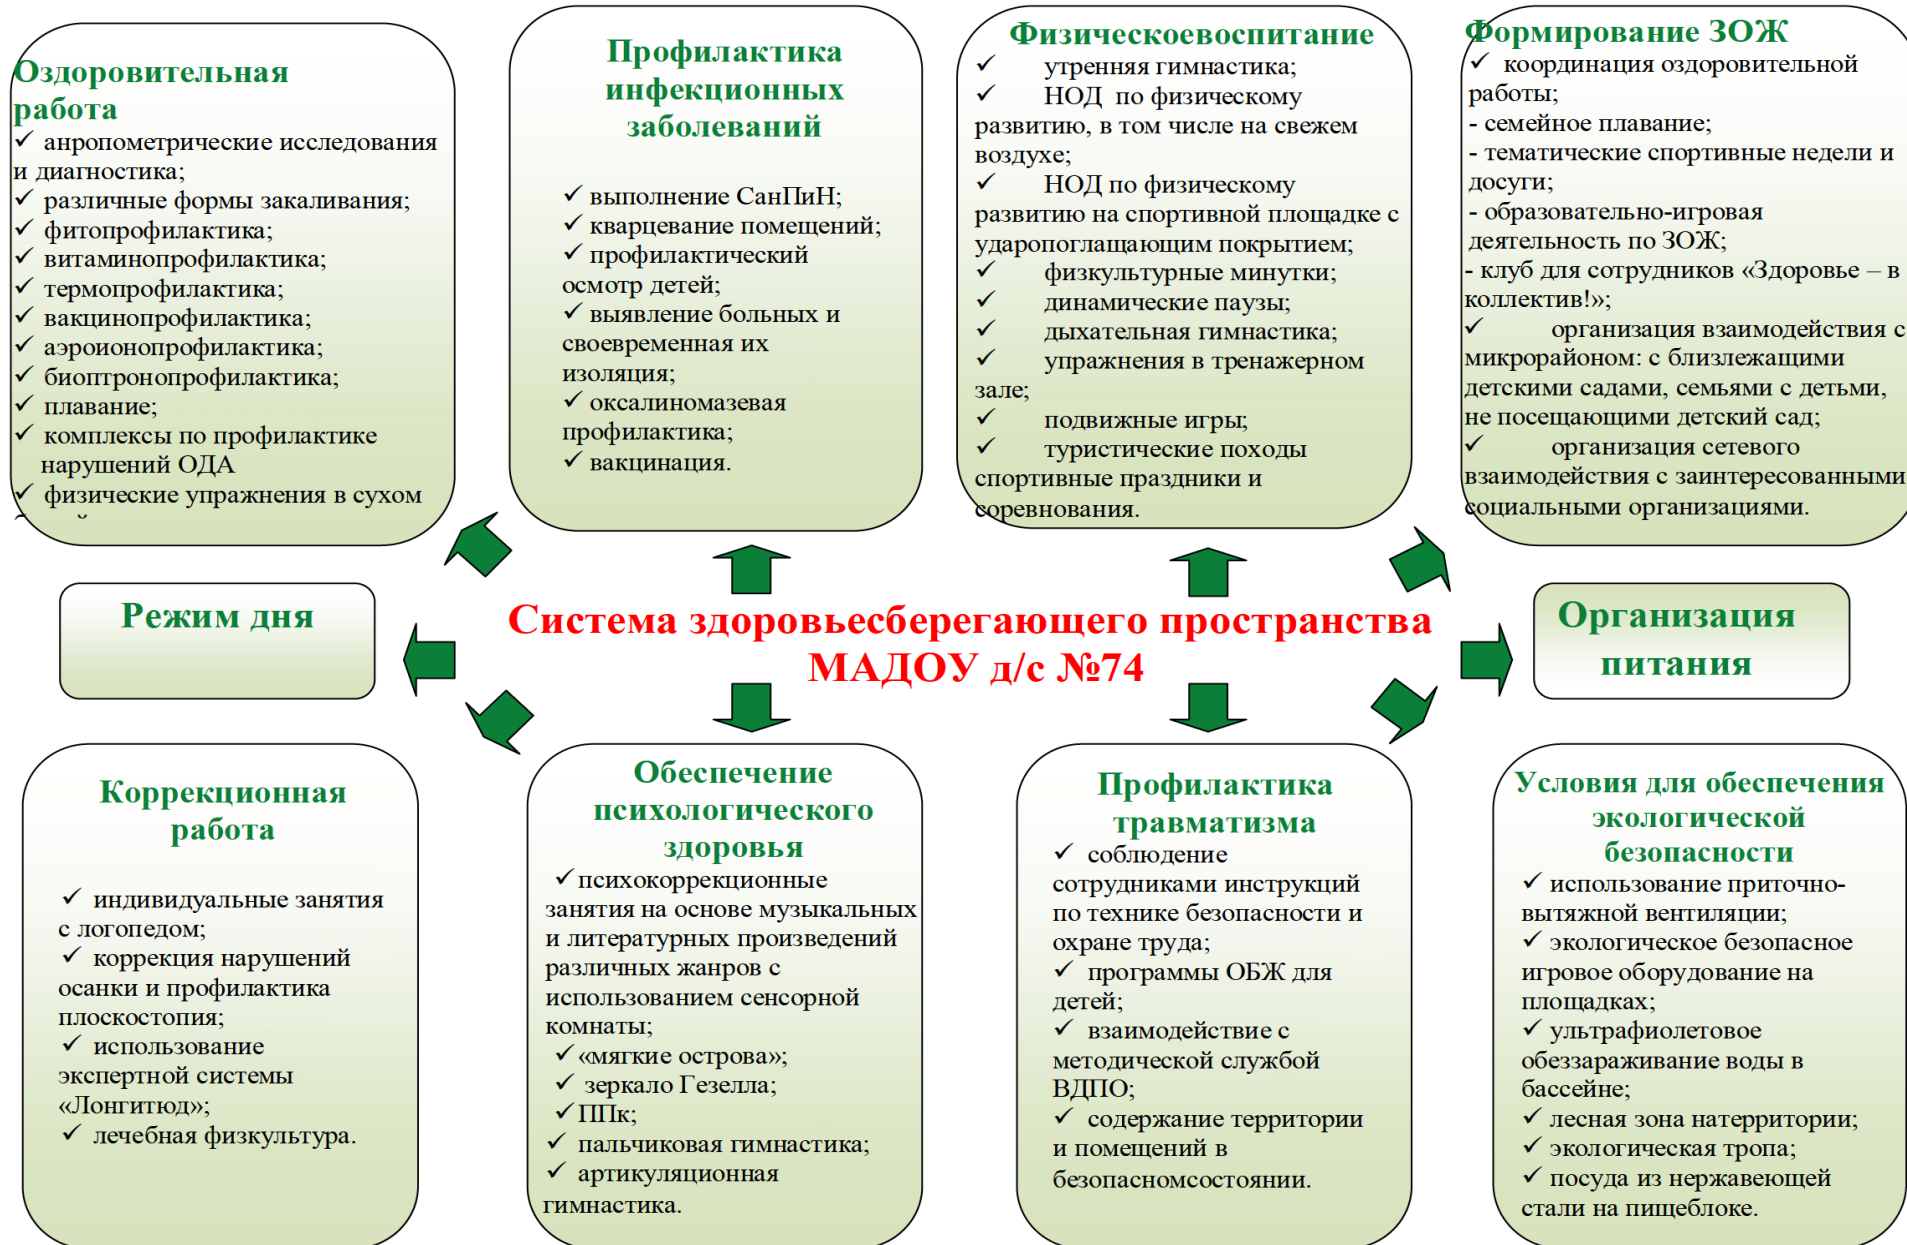 Оздоровительная
работа
✓ анропометрические исследования
и диагностика;
✓ различные формы закаливания;
✓ фитопрофилактика;
✓ витаминопрофилактика;
✓ термопрофилактика;
✓ вакцинопрофилактика;
✓ аэроионопрофилактика;
✓ биоптронопрофилактика;
✓ плавание;
✓ комплексы по профилактике
нарушений ОДА
✓ физические упражнения в сухом
Профилактика
инфекционных
заболеваний
✓ выполнение СанПиН;
✓ кварцевание помещений;
✓ профилактический
осмотр детей;
✓ выявление больных и
своевременная их
изоляция;
✓ оксалиномазевая
профилактика;
✓ вакцинация.
Физическоевоспитание
✓ утренняя гимнастика;
✓ НОД по физическому
развитию, в том числе на свежем
воздухе;
✓ НОД по физическому
развитию на спортивной площадке с
ударопоглащающим покрытием;
✓ физкультурные минутки;
✓ динамические паузы;
✓ дыхательная гимнастика;
✓ упражнения в тренажерном
зале;
✓ подвижные игры;
✓ туристические походы
спортивные праздники и
соревнования.
Формирование ЗОЖ
✓ координация оздоровительной
работы;
- семейное плавание;
- тематические спортивные недели и
досуги;
- образовательно-игровая
деятельность по ЗОЖ;
- клуб для сотрудников «Здоровье – в
коллектив!»;
✓ организация взаимодействия с
микрорайоном: с близлежащими
детскими садами, семьями с детьми,
не посещающими детский сад;
✓ организация сетевого
взаимодействия с заинтересованными
социальными организациями.
Режим дня
Система здоровьесберегающего пространства
МАДОУ д/с №74
Организация
питания
Коррекционная
работа
✓ индивидуальные занятия
с логопедом;
✓ коррекция нарушений
осанки и профилактика
плоскостопия;
✓ использование
экспертной системы
«Лонгитюд»;
✓ лечебная физкультура.
Обеспечение
психологического
здоровья
✓ психокоррекционные
занятия на основе музыкальных
и литературных произведений
различных жанров с
использованием сенсорной
комнаты;
✓ «мягкие острова»;
✓ зеркало Гезелла;
✓ ППк;
✓ пальчиковая гимнастика;
✓ артикуляционная
гимнастика.
Профилактика
травматизма
✓ соблюдение
сотрудниками инструкций
по технике безопасности и
охране труда;
✓ программы ОБЖ для
детей;
✓ взаимодействие с
методической службой
ВДПО;
✓ содержание территории
и помещений в
безопасномсостоянии.
Условия для обеспечения
экологической
безопасности
✓ использование приточно-
вытяжной вентиляции;
✓ экологическое безопасное
игровое оборудование на
площадках;
✓ ультрафиолетовое
обеззараживание воды в
бассейне;
✓ лесная зона натерритории;
✓ экологическая тропа;
✓ посуда из нержавеющей
стали на пищеблоке.